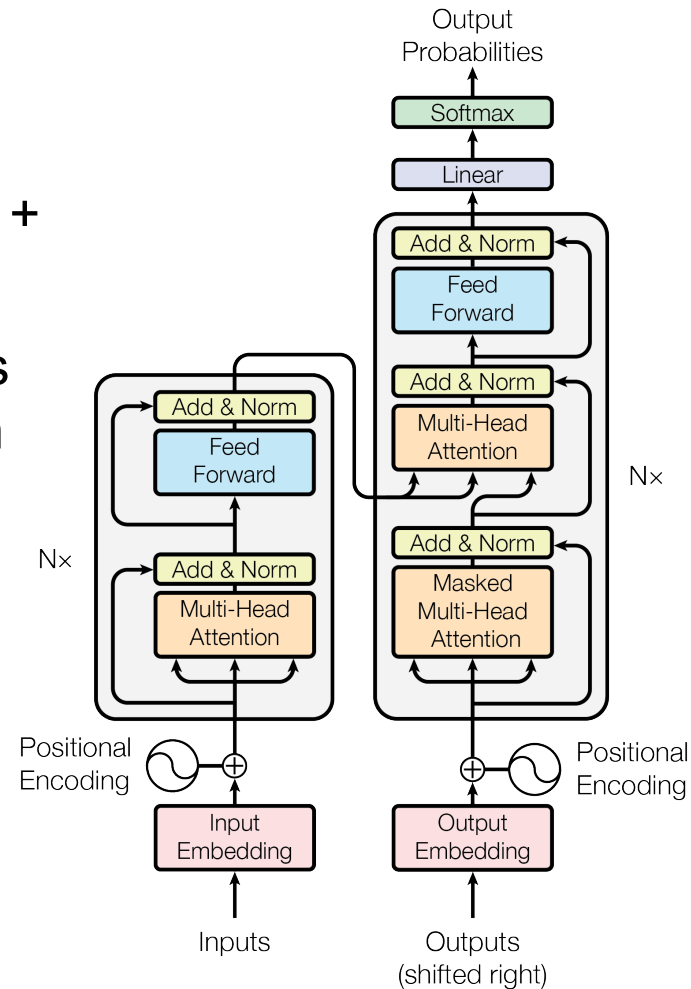 Output
Probabilities
Softmax
Linear
+
Add & Norm
Feed
Forward
s
Add & Norm
Multi-Head
Attention
Nx
Add & Norm
Masked
Multi-Head
Attention
Add & Norm
Feed
Forward
Nx
Add & Norm
Multi-Head
Attention
Positional
Encoding
Positional
Encoding
Input
Embedding
Output
Embedding
Inputs
Outputs
(shifted right)